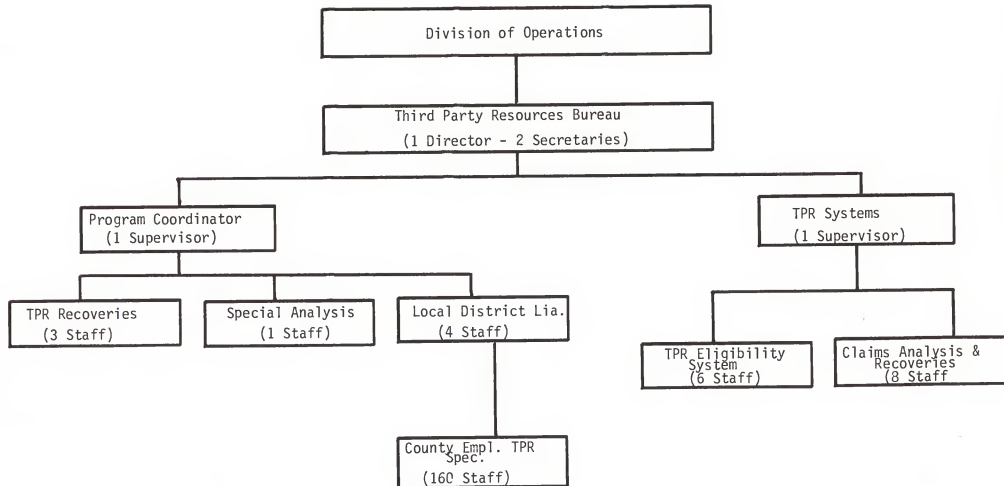 Division of Operations
Third Party Resources Bureau
(1 Director - 2 Secretaries)
Program Coordinator
(1 Supervisor)
TPR Systems
(1 Supervisor)
TPR Recoveries
(3 Staff)
Special Analysis
(1 Staff)
Local District Lia.
(4 Staff)
TPR Eligibility
System
(6 Staff)
Claims Analysis &
Recoveries
(8 Staff
County Empl. TPR
Spec.
(160 Staff)